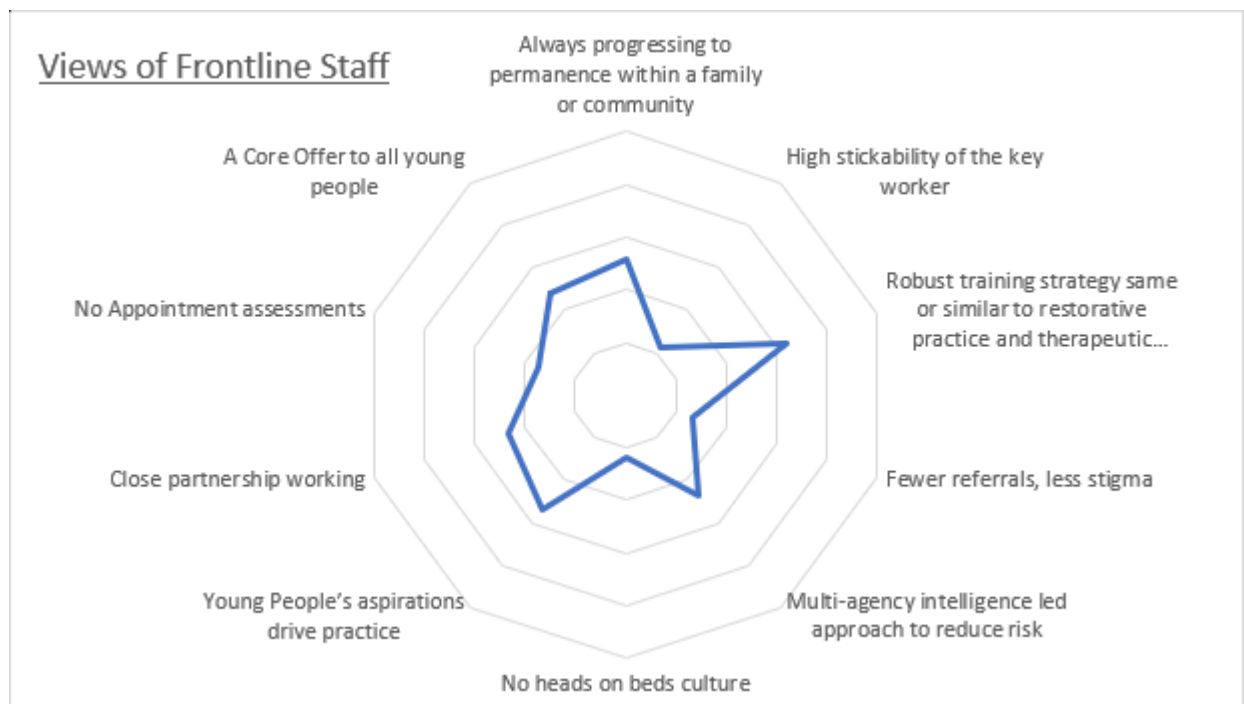 Views of Frontline Staff
Always progressing to
permanence within a family
or community
High stickability of the key
worker
Robust training strategy same
or similar to restorative
practice and therapeutic...
Fewer referrals, less stigma
Multi-agency intelligence led
approach to reduce risk
No heads on beds culture
Young People’s aspirations
drive practice
Close partnership working
No Appointment assessments
A Core Offer to all young
people